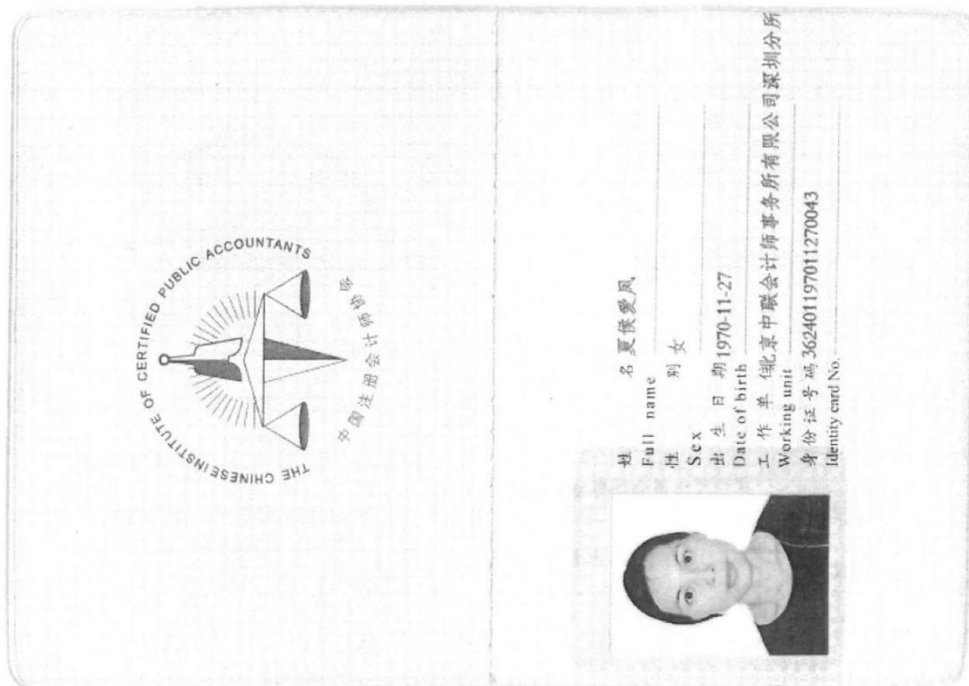 THE CHINESE INSTITUTE OF CERTIFIED PUBLIC ACCOUNTANTS
中国注册会计师协会
姓 名 夏侯爱凤
Full name
性 别 女
Sex
出 生 日 期 1970-11-27
Date of birth
工 作 单 位 北京中联会计师事务所有限公司深圳分所
Working unit
身份证号码 362401197011270043
Identity card No.